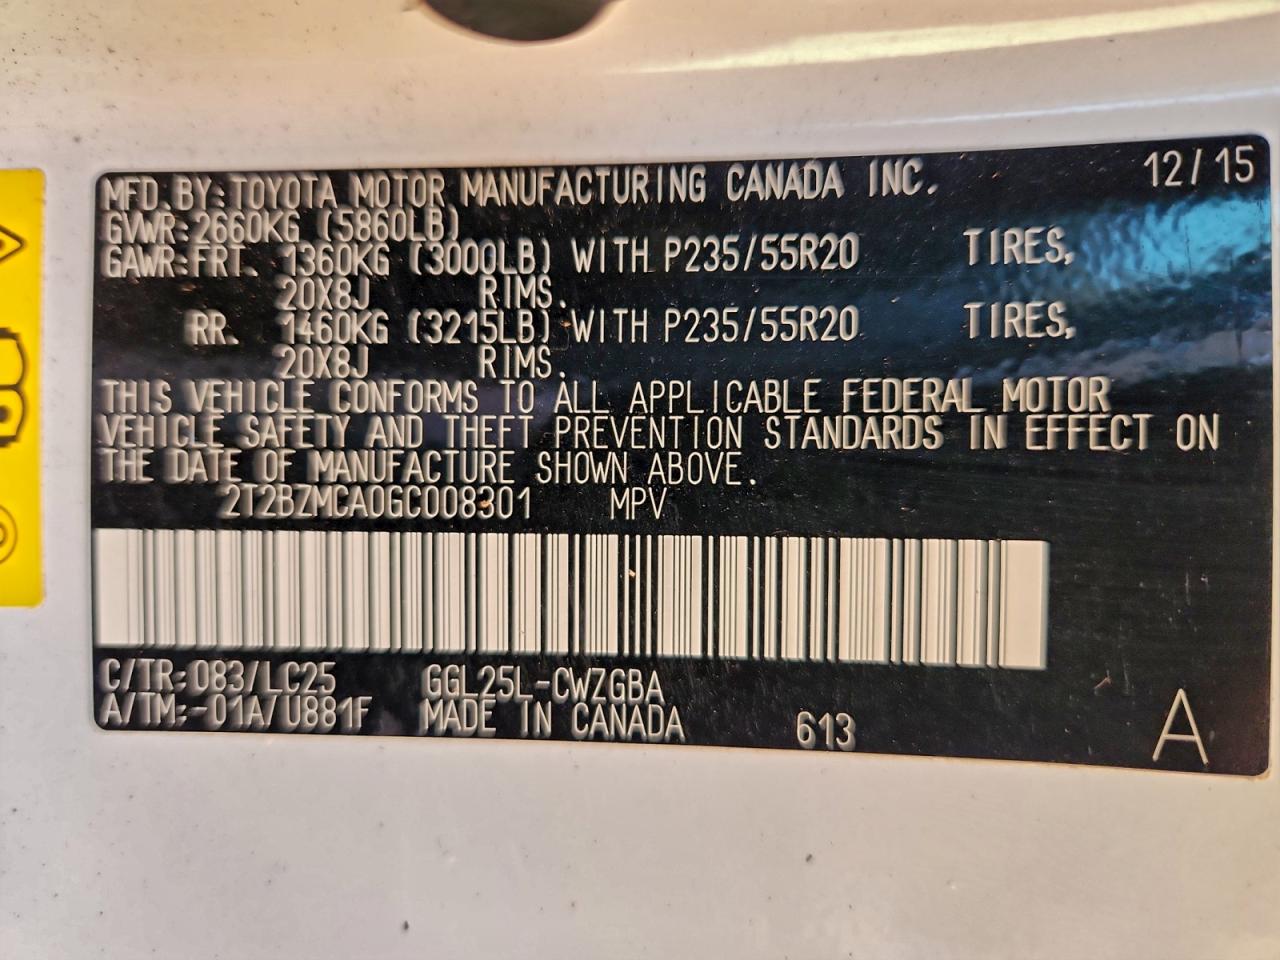 MFD.BY:TOYOTA MOTOR MANUFACTURING CANADA INC. 12/15
GVWR:2660KG (5860LB)
GAWR:FRT. 1360KG (3000LB) WITH P235/55R20 TIRES,
20X8J RIMS.
RR. 1460KG (3215LB) WITH P235/55R20 TIRES,
20X8J RIMS.
THIS VEHICLE CONFORMS TO ALL APPLICABLE FEDERAL MOTOR
VEHICLE SAFETY AND THEFT PREVENTION STANDARDS IN EFFECT ON
THE DATE OF MANUFACTURE SHOWN ABOVE.
2T2BZMCA0GC008301 MPV
C/TR:083/LC25 GGL25L-CWZGBA
A/TM:-01A/U881F MADE IN CANADA 613 A